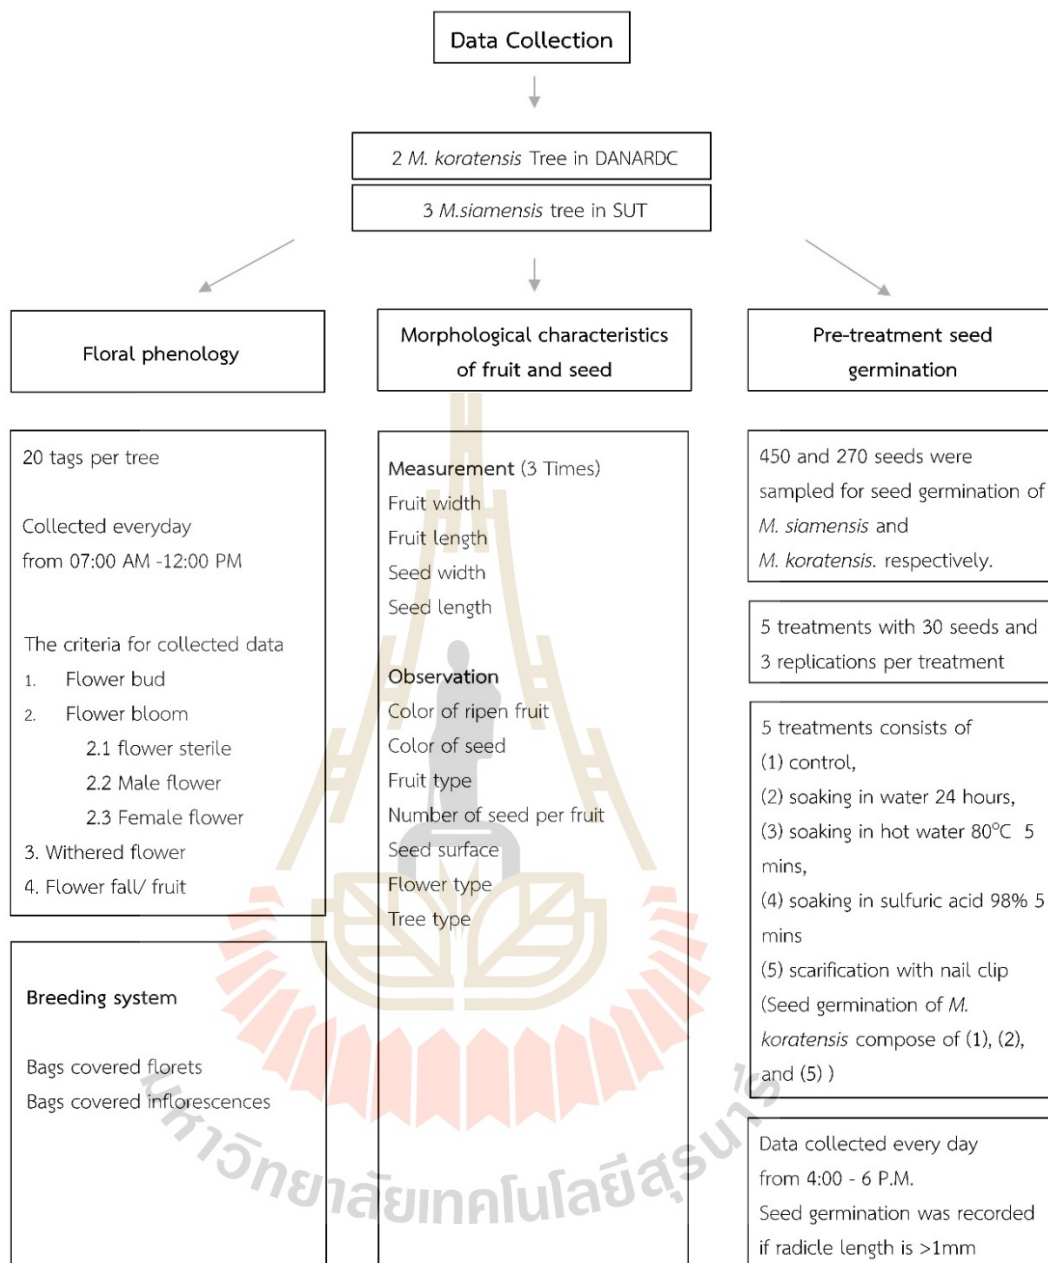 Data Collection
2 M. koratensis Tree in DANARDC
3 M.siamensis tree in SUT
Floral phenology
20 tags per tree
Collected everyday
from 07:00 AM -12:00 PM
The criteria for collected data
1. Flower bud
2. Flower bloom
2.1 flower sterile
2.2 Male flower
2.3 Female flower
3. Withered flower
4. Flower fall/ fruit
Breeding system
Bags covered florets
Bags covered inflorescences
Morphological characteristics
of fruit and seed
Measurement (3 Times)
Fruit width
Fruit length
Seed width
Seed length
Observation
Color of ripen fruit
Color of seed
Fruit type
Number of seed per fruit
Seed surface
Flower type
Tree type
Pre-treatment seed
germination
450 and 270 seeds were
sampled for seed germination of
M. siamensis and
M. koratensis. respectively.
5 treatments with 30 seeds and
3 replications per treatment
5 treatments consists of
(1) control,
(2) soaking in water 24 hours,
(3) soaking in hot water 80°C 5
mins,
(4) soaking in sulfuric acid 98% 5
mins
(5) scarification with nail clip
(Seed germination of M.
koratensis compose of (1), (2),
and (5) )
Data collected every day
from 4:00 - 6 P.M.
Seed germination was recorded
if radicle length is >1mm
มหาวิทยาลัยเทคโนโลยีสุรนารี